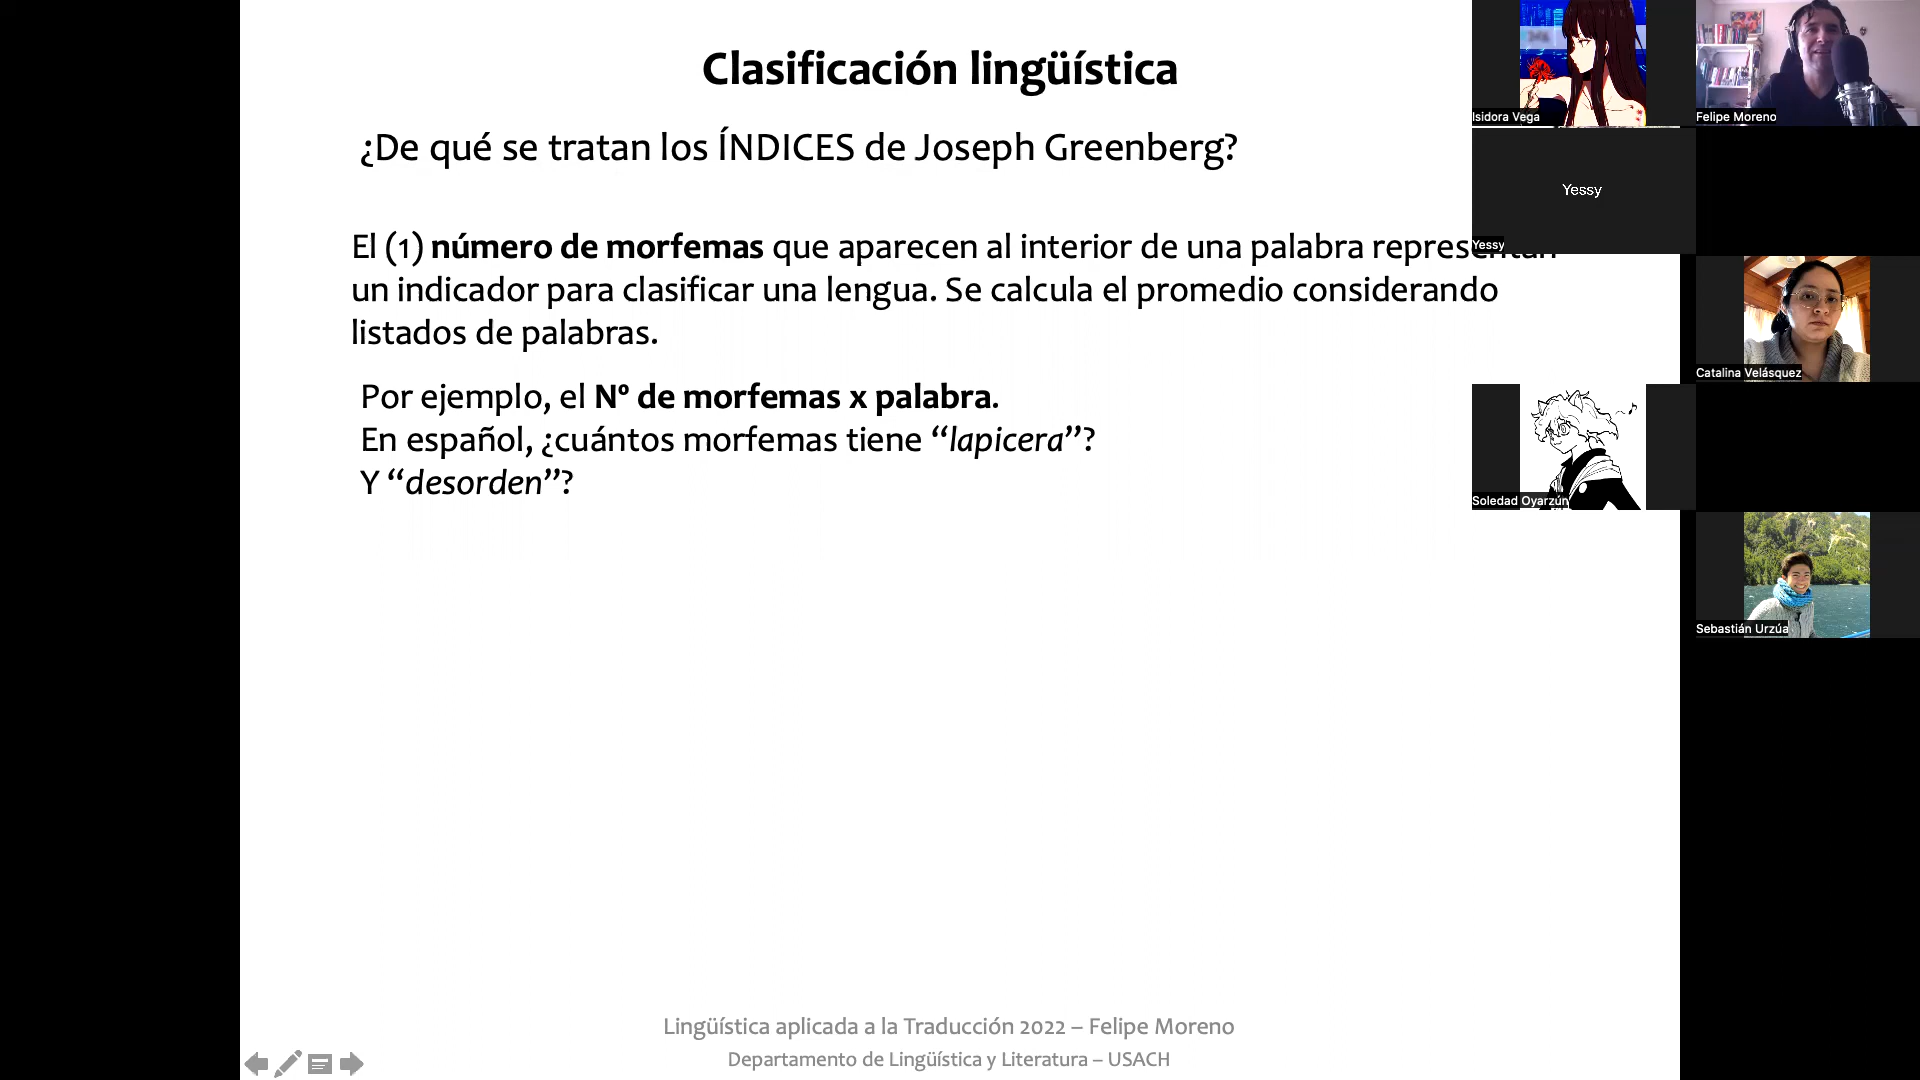 Clasificación lingüística
¿De qué se tratan los ÍNDICES de Joseph Greenberg?
El (1) número de morfemas que aparecen al interior de una palabra representan
un indicador para clasificar una lengua. Se calcula el promedio considerando
listados de palabras.
Por ejemplo, el Nº de morfemas x palabra.
En español, ¿cuántos morfemas tiene “lapicera”?
Y “desorden”?
Lingüística aplicada a la Traducción 2022 – Felipe Moreno
Departamento de Lingüística y Literatura – USACH
Isidora Vega
Felipe Moreno
Yessy
Yessy
Catalina Velásquez
Soledad Oyarzún
Sebastián Urzúa